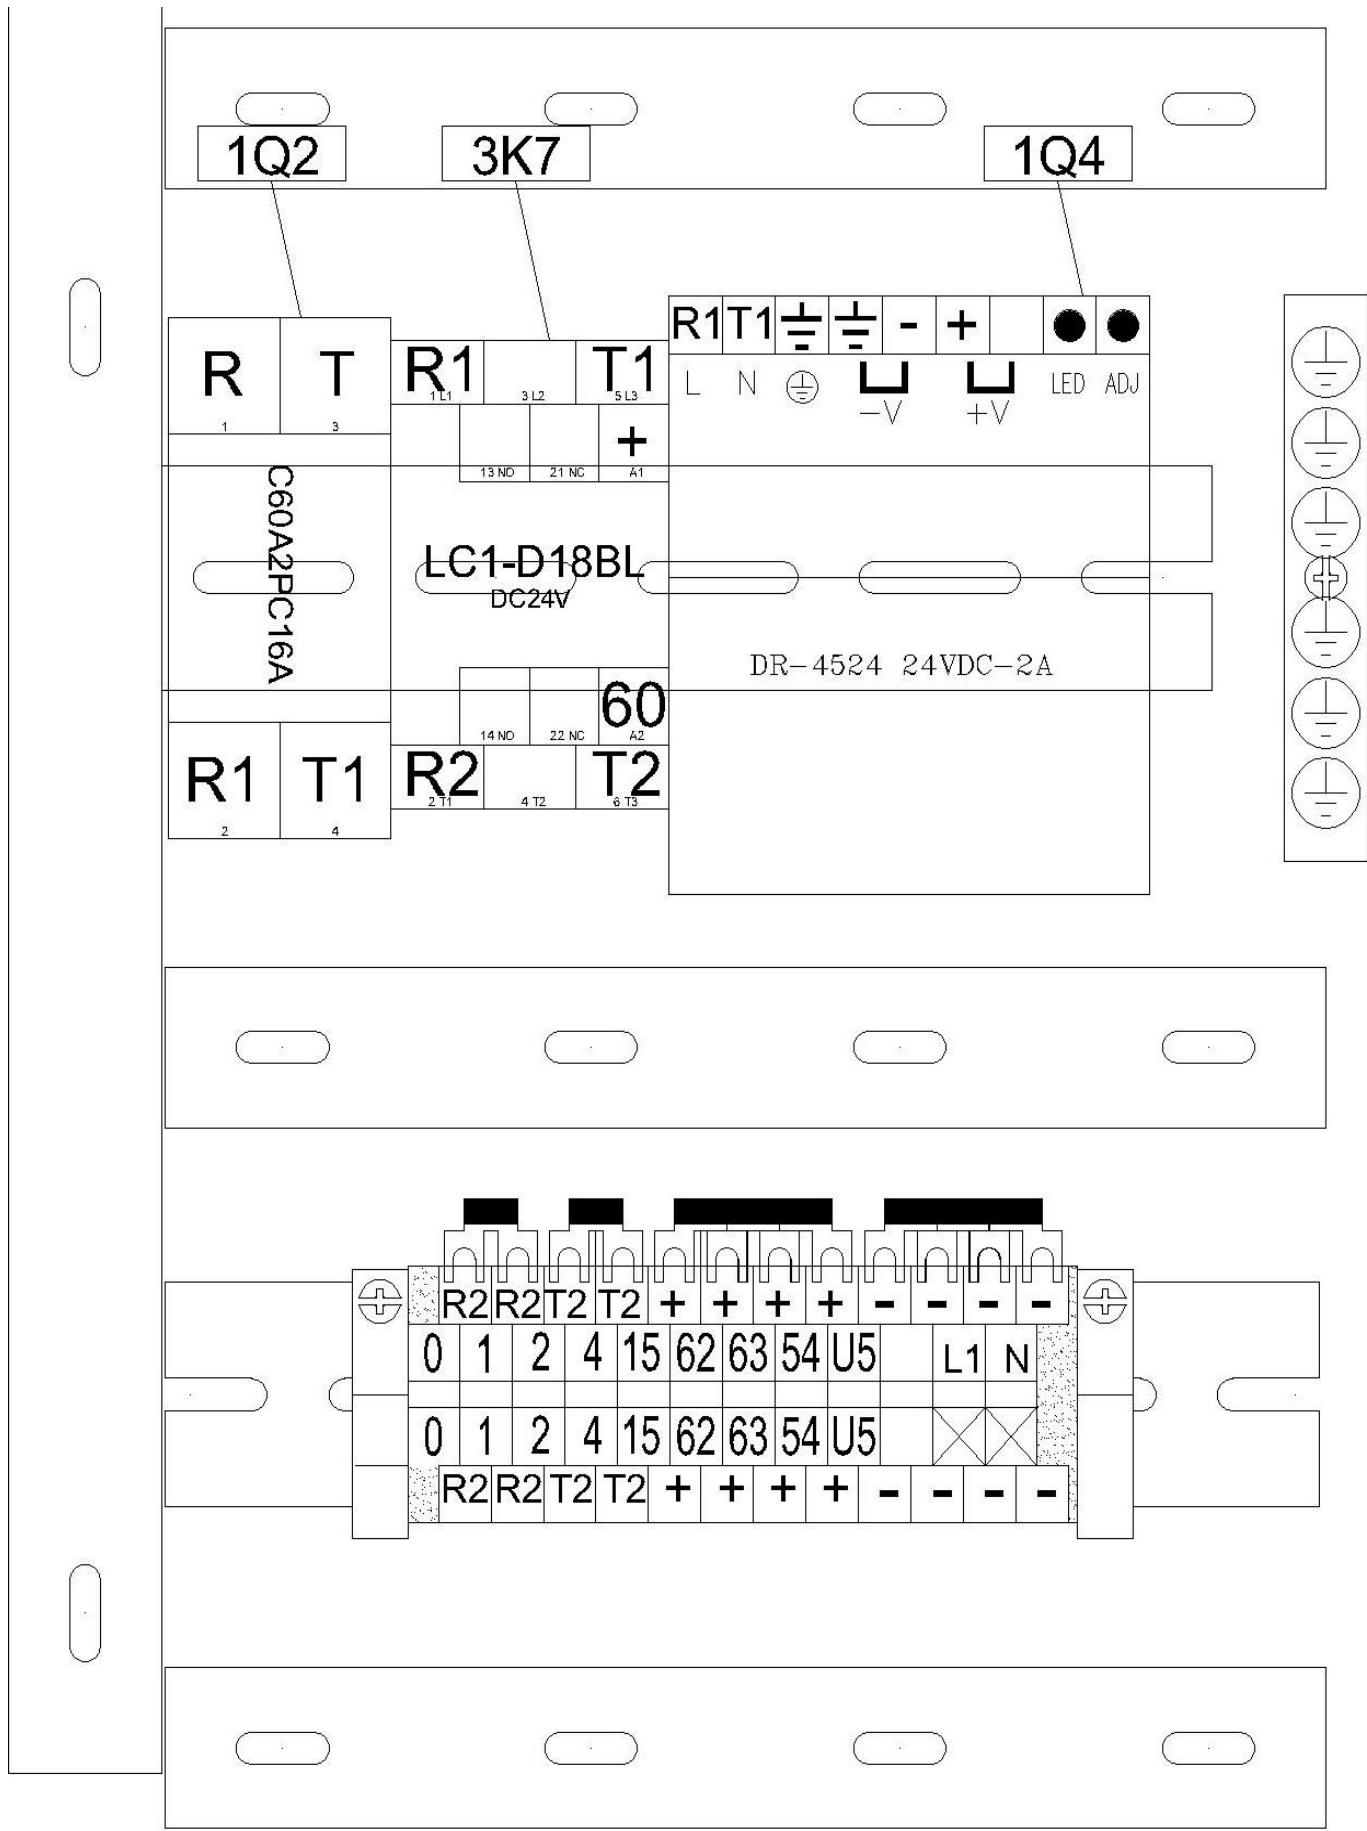 1Q2 3K7 1Q4
R1 T1 - +
R T R1 T1
L N LED ADJ
1 L1 3 L2 5 L3
-V +V
1 3
+
13 NO 21 NC A1
C60A2PC16A
LC1-D18BL
DC24V
DR-4524 24VDC-2A
60
14 NO 22 NC A2
R1 T1 R2 T2
2 T1 4 T2 6 T3
2 4
R2 R2 T2 T2 + + + + - - - -
0 1 2 4 15 62 63 54 U5 L1 N
0 1 2 4 15 62 63 54 U5
R2 R2 T2 T2 + + + + - - - -